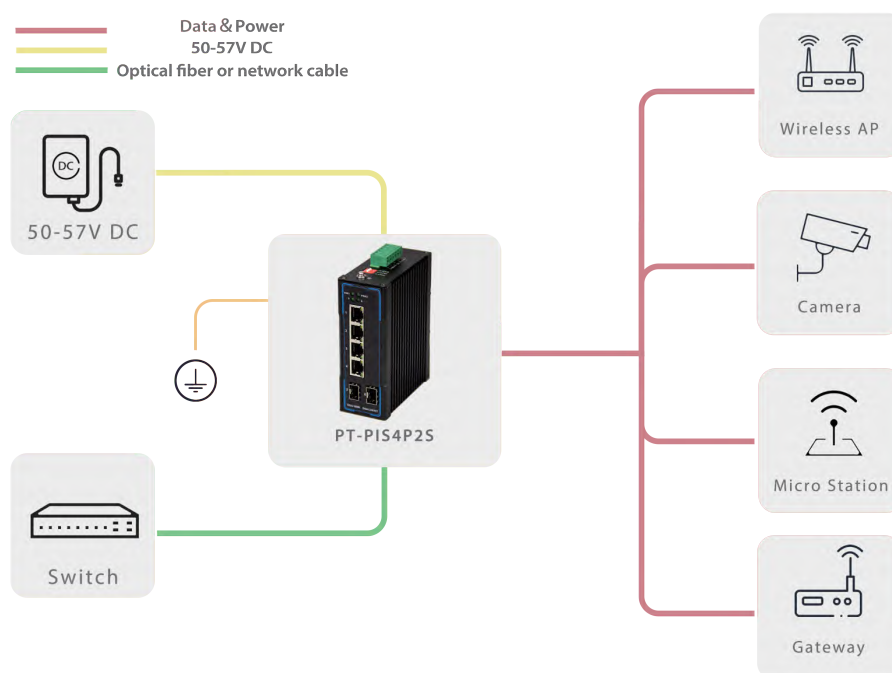 Data & Power
50-57V DC
Optical fiber or network cable
DC
50-57V DC
Wireless AP
Camera
PT-PIS4P2S
Micro Station
Switch
Gateway